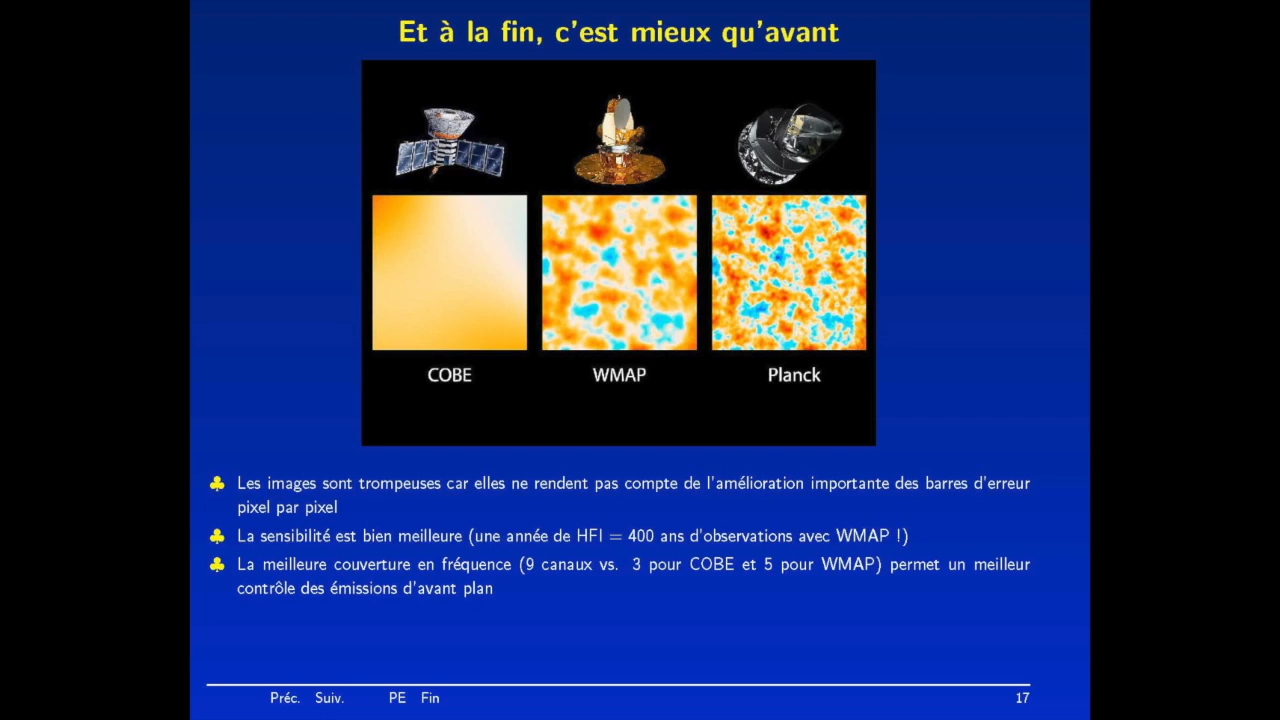 Et à la fin, c'est mieux qu'avant
COBE
WMAP
Planck
♣ Les images sont trompeuses car elles ne rendent pas compte de l'amélioration importante des barres d'erreur
pixel par pixel
♣ La sensibilité est bien meilleure (une année de HFI = 400 ans d'observations avec WMAP !)
♣ La meilleure couverture en fréquence (9 canaux vs. 3 pour COBE et 5 pour WMAP) permet un meilleur
contrôle des émissions d'avant plan
Préc. Suiv. PE Fin 17